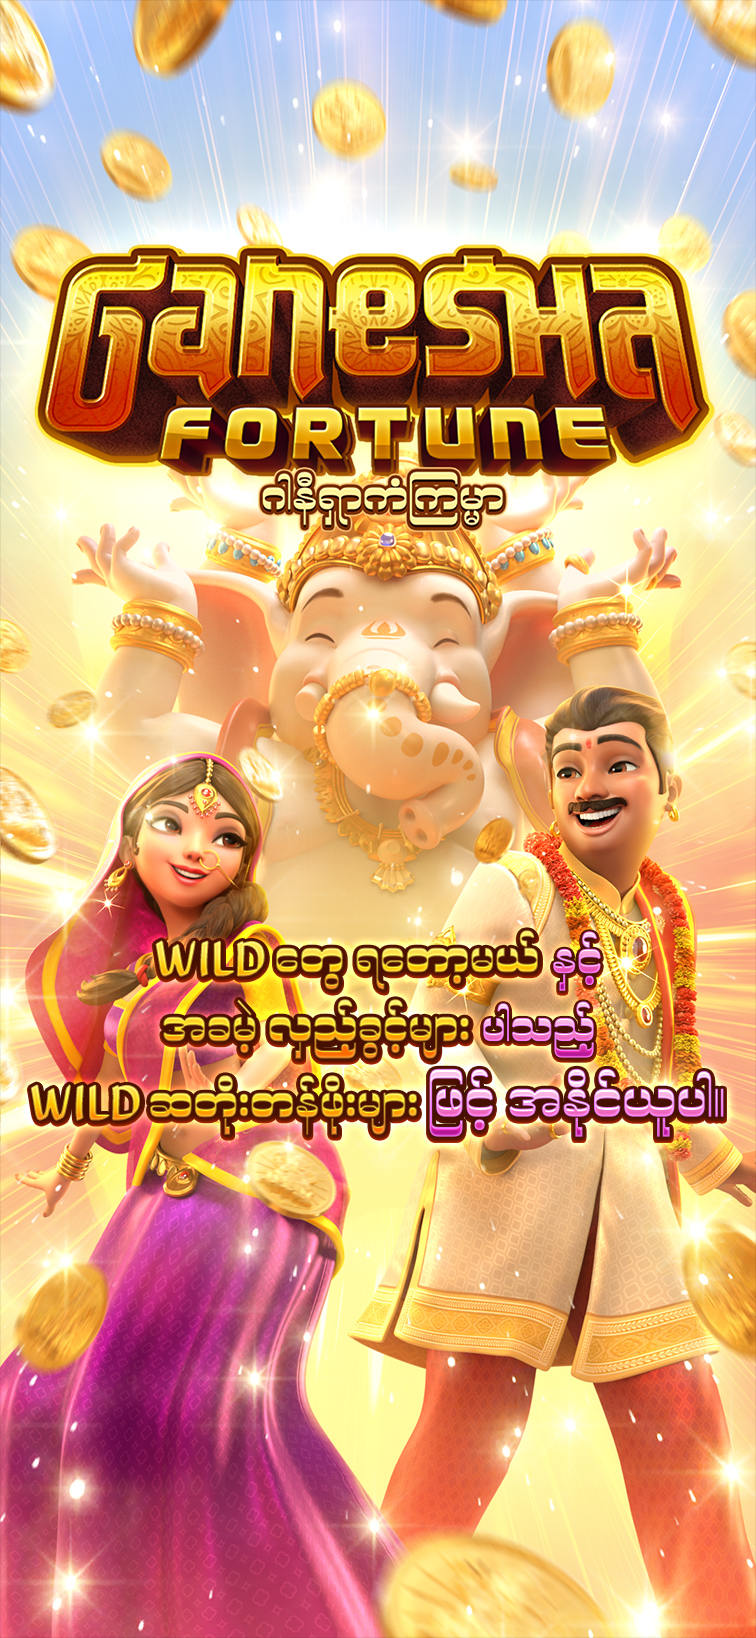 GANESHA
FORTUNE
ဂါနီရှာကံကြမ္မာ
WILD တွေ ရတော့မယ် နှင့်
အခမဲ့ လှည့်ခွင့်များ ပါသည့်
WILD ဆတိုးတန်ဖိုးများ ဖြင့် အနိုင်ယူပါ။